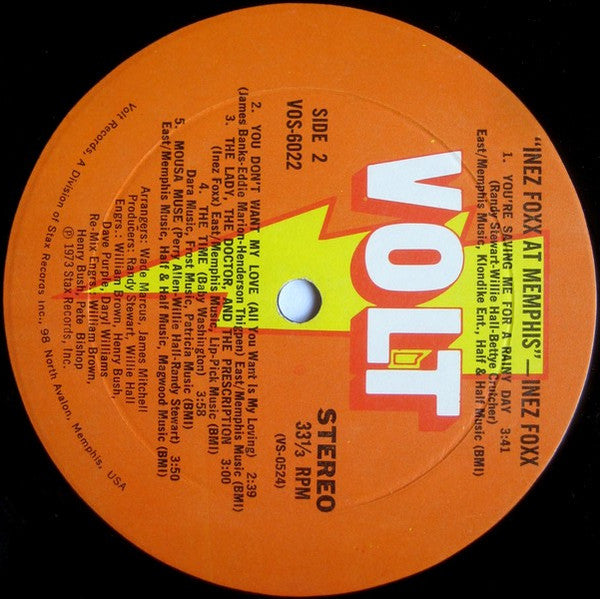 VOLT
"INEZ FOXX AT MEMPHIS" — INEZ FOXX
1. YOU'RE SAVING ME FOR A RAINY DAY 3:41
(Randy Stewart-Willie Hall-Bettye Crutcher)
East/Memphis Music, Klondike Ent., Half & Half Music (BMI)
SIDE 2
VOS-6022
STEREO
33⅓ RPM
(VS-0524)
2. YOU DON'T WANT MY LOVE (All You Want Is My Loving) 2:39
(James Banks-Eddie Marion-Henderson Thigpen) East/Memphis Music (BMI)
3. THE LADY, THE DOCTOR, AND THE PRESCRIPTION 3:00
(Inez Foxx) East/Memphis Music, Lip-Pick Music (BMI)
4. THE TIME (Baby Washington) 3:58
Dara Music, Frost Music, Patricia Music (BMI)
5. MOUSA MUSE (Perry Allen-Willie Hall-Randy Stewart) 3:50
East/Memphis Music, Half & Half Music, Magwood Music (BMI)
Arrangers: Wade Marcus, James Mitchell
Producers: Randy Stewart, Willie Hall
Engrs.: William Brown, Henry Bush,
Dave Purple, Daryl Williams
Re-Mix Engrs.: William Brown,
Henry Bush, Pete Bishop
℗ 1973 Stax Records, Inc.
Volt Records, A Division of Stax Records Inc., 98 North Avalon, Memphis, USA